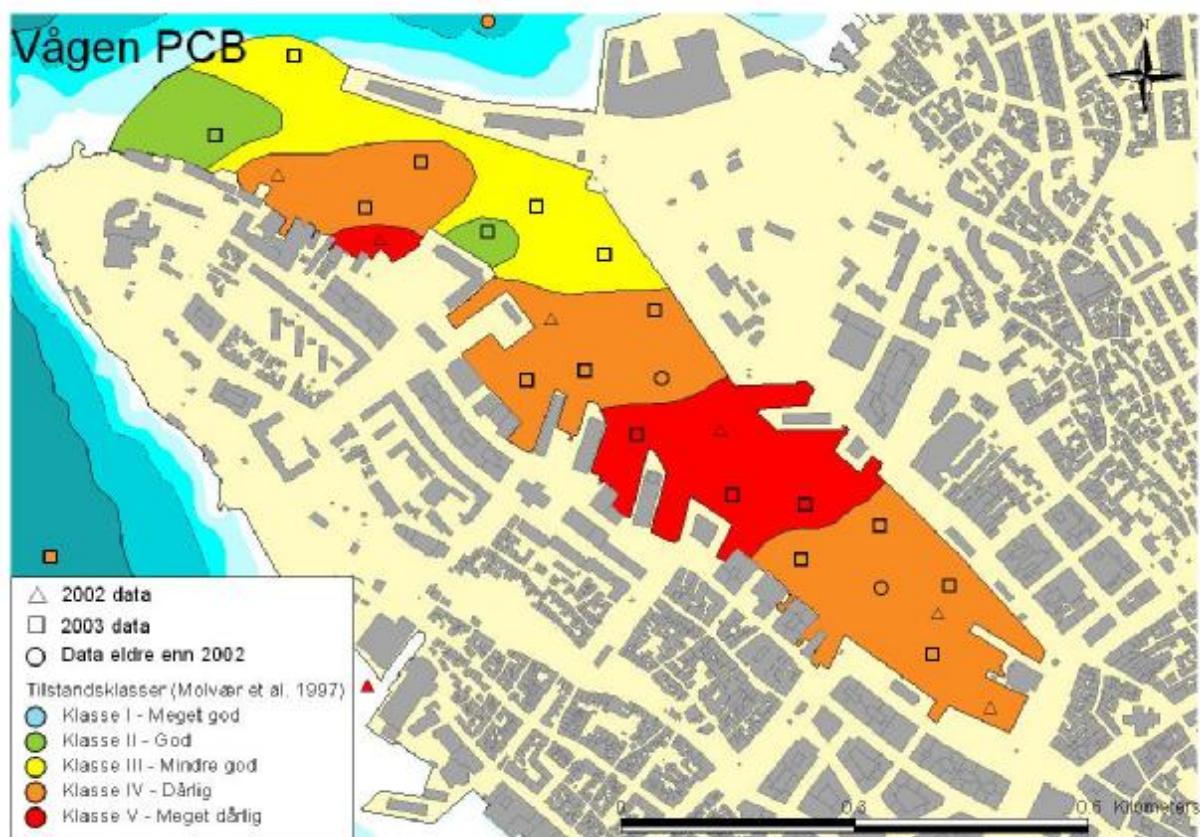 Vågen PCB
N
2002 data
2003 data
Data eldre enn 2002
Tilstandsklasser (Molvær et al. 1997)
Klasse I - Meget god
Klasse II - God
Klasse III - Mindre god
Klasse IV - Dårlig
Klasse V - Meget dårlig
0 0.3 0.6 Kilometers